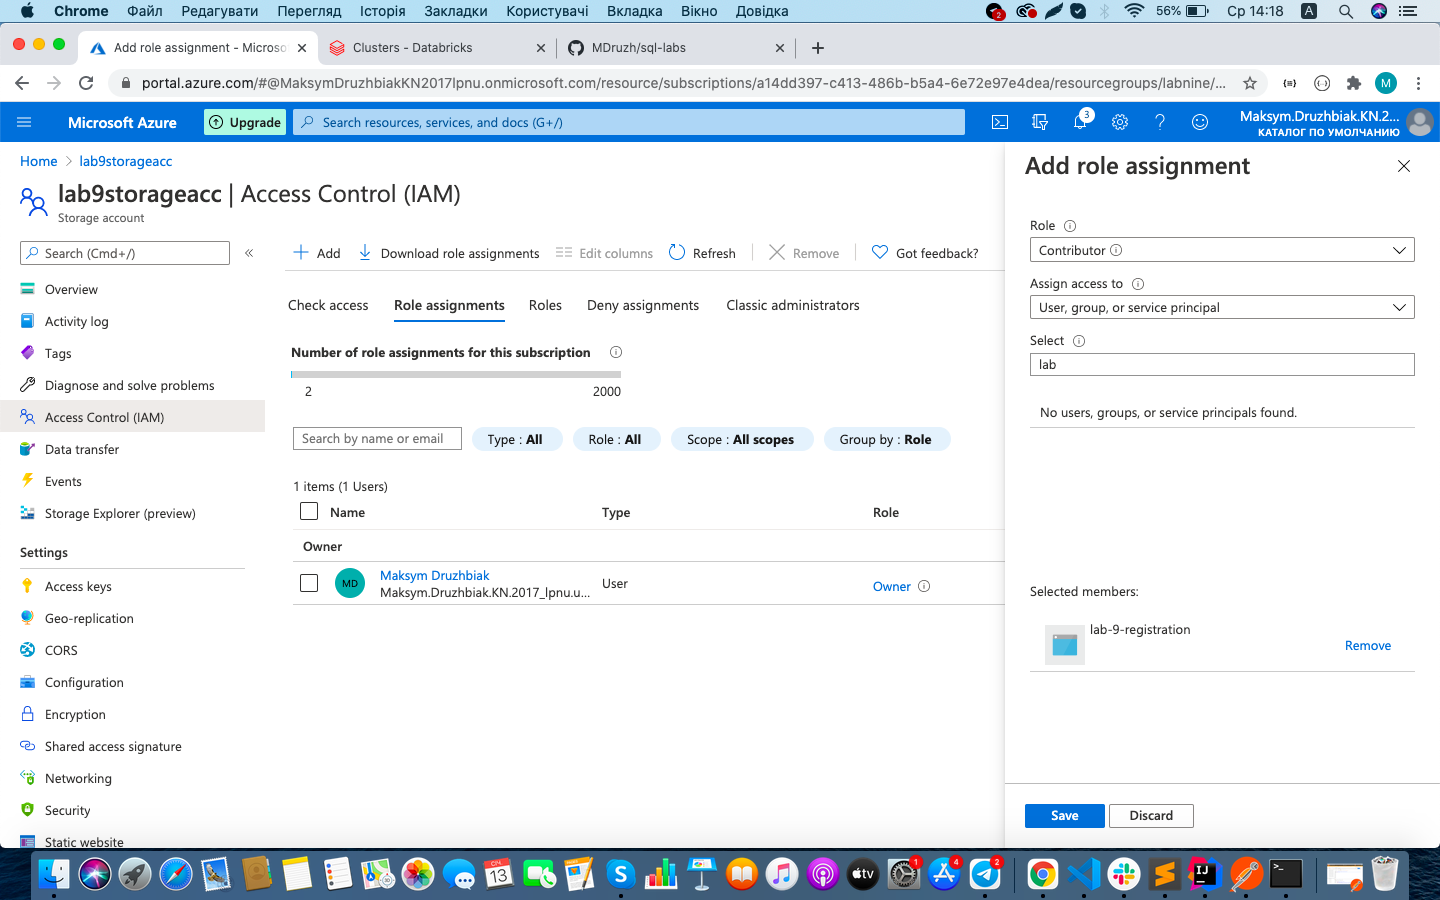 Chrome Файл Редагувати Перегляд Історія Закладки Користувачі Вкладка Вікно Довідка 2 56% Ср 14:18 A
Add role assignment - Microso
Clusters - Databricks
MDruzh/sql-labs
portal.azure.com/#@MaksymDruzhbiakKN2017lpnu.onmicrosoft.com/resource/subscriptions/a14dd397-c413-486b-b5a4-6e72e97e4dea/resourcegroups/labnine/... M
Microsoft Azure Upgrade Search resources, services, and docs (G+/) 3 Maksym.Druzhbiak.KN.2...
КАТАЛОГ ПО УМОЛЧАНИЮ
Home > lab9storageacc
lab9storageacc | Access Control (IAM)
Storage account
Search (Cmd+/) «
Overview
Activity log
Tags
Diagnose and solve problems
Access Control (IAM)
Data transfer
Events
Storage Explorer (preview)
Settings
Access keys
Geo-replication
CORS
Configuration
Encryption
Shared access signature
Networking
Security
Static website
Add Download role assignments Edit columns Refresh Remove Got feedback?
Check access Role assignments Roles Deny assignments Classic administrators
Number of role assignments for this subscription
2 2000
Search by name or email Type : All Role : All Scope : All scopes Group by : Role
1 items (1 Users)
Name Type Role
Owner
MD Maksym Druzhbiak User Owner
Maksym.Druzhbiak.KN.2017_lpnu.u...
Add role assignment
Role
Contributor
Assign access to
User, group, or service principal
Select
lab
No users, groups, or service principals found.
Selected members:
lab-9-registration
Remove
Save Discard
13 tv 1 4 2 IJ >_